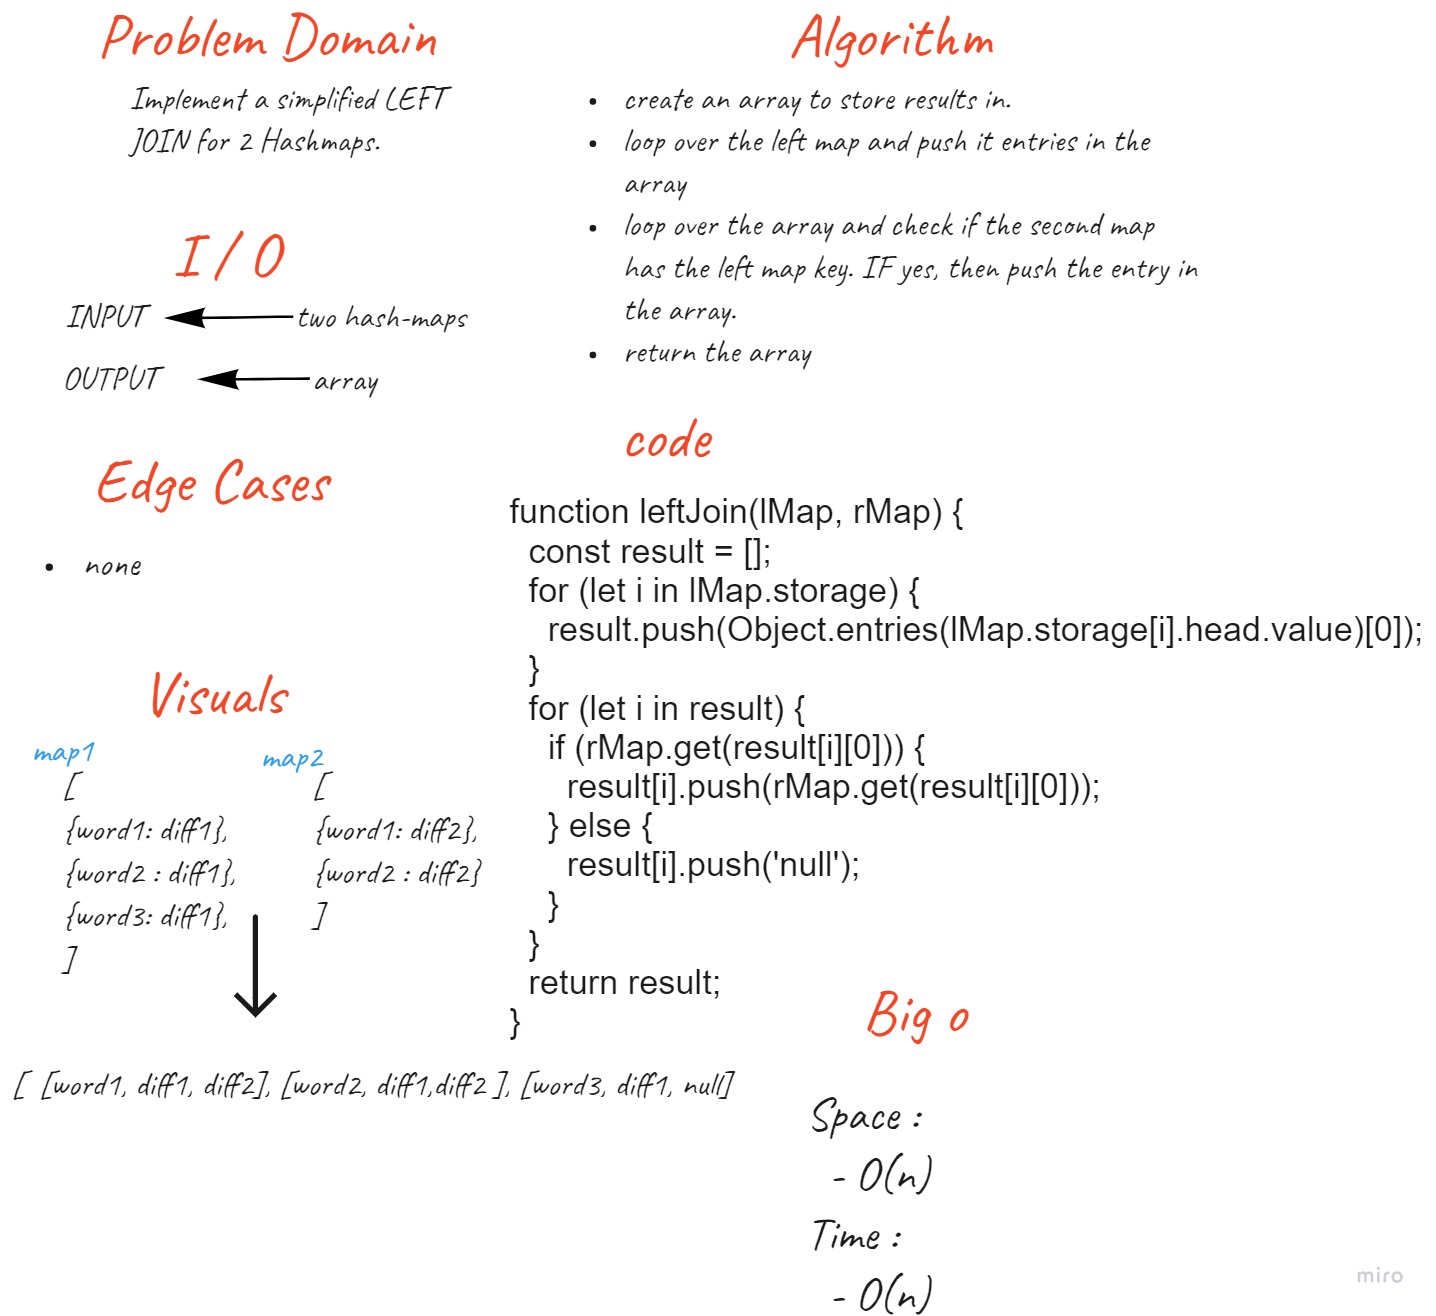 Problem Domain
Implement a simplified LEFT
JOIN for 2 Hashmaps.
I / O
INPUT two hash-maps
OUTPUT array
Edge Cases
• none
Visuals
map1 map2
[ [
{word1: diff1}, {word1: diff2},
{word2 : diff1}, {word2 : diff2}
{word3: diff1}, ]
]
[ [word1, diff1, diff2], [word2, diff1,diff2 ], [word3, diff1, null]
Algorithm
• create an array to store results in.
• loop over the left map and push it entries in the
array
• loop over the array and check if the second map
has the left map key. IF yes, then push the entry in
the array.
• return the array
code
function leftJoin(lMap, rMap) {
const result = [];
for (let i in lMap.storage) {
result.push(Object.entries(lMap.storage[i].head.value)[0]);
}
for (let i in result) {
if (rMap.get(result[i][0])) {
result[i].push(rMap.get(result[i][0]));
} else {
result[i].push('null');
}
}
return result;
}
Big o
Space :
- O(n)
Time :
- O(n)
miro